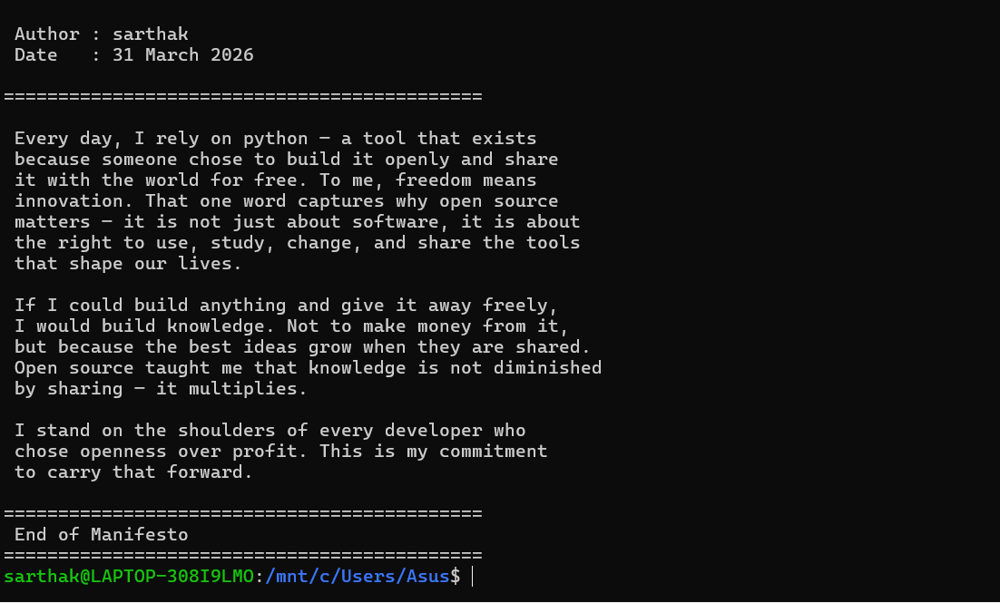 Author : sarthak
Date   : 31 March 2026
============================================
Every day, I rely on python — a tool that exists
because someone chose to build it openly and share
it with the world for free. To me, freedom means
innovation. That one word captures why open source
matters — it is not just about software, it is about
the right to use, study, change, and share the tools
that shape our lives.
If I could build anything and give it away freely,
I would build knowledge. Not to make money from it,
but because the best ideas grow when they are shared.
Open source taught me that knowledge is not diminished
by sharing — it multiplies.
I stand on the shoulders of every developer who
chose openness over profit. This is my commitment
to carry that forward.
============================================
End of Manifesto
============================================
sarthak@LAPTOP-308I9LMO:/mnt/c/Users/Asus$